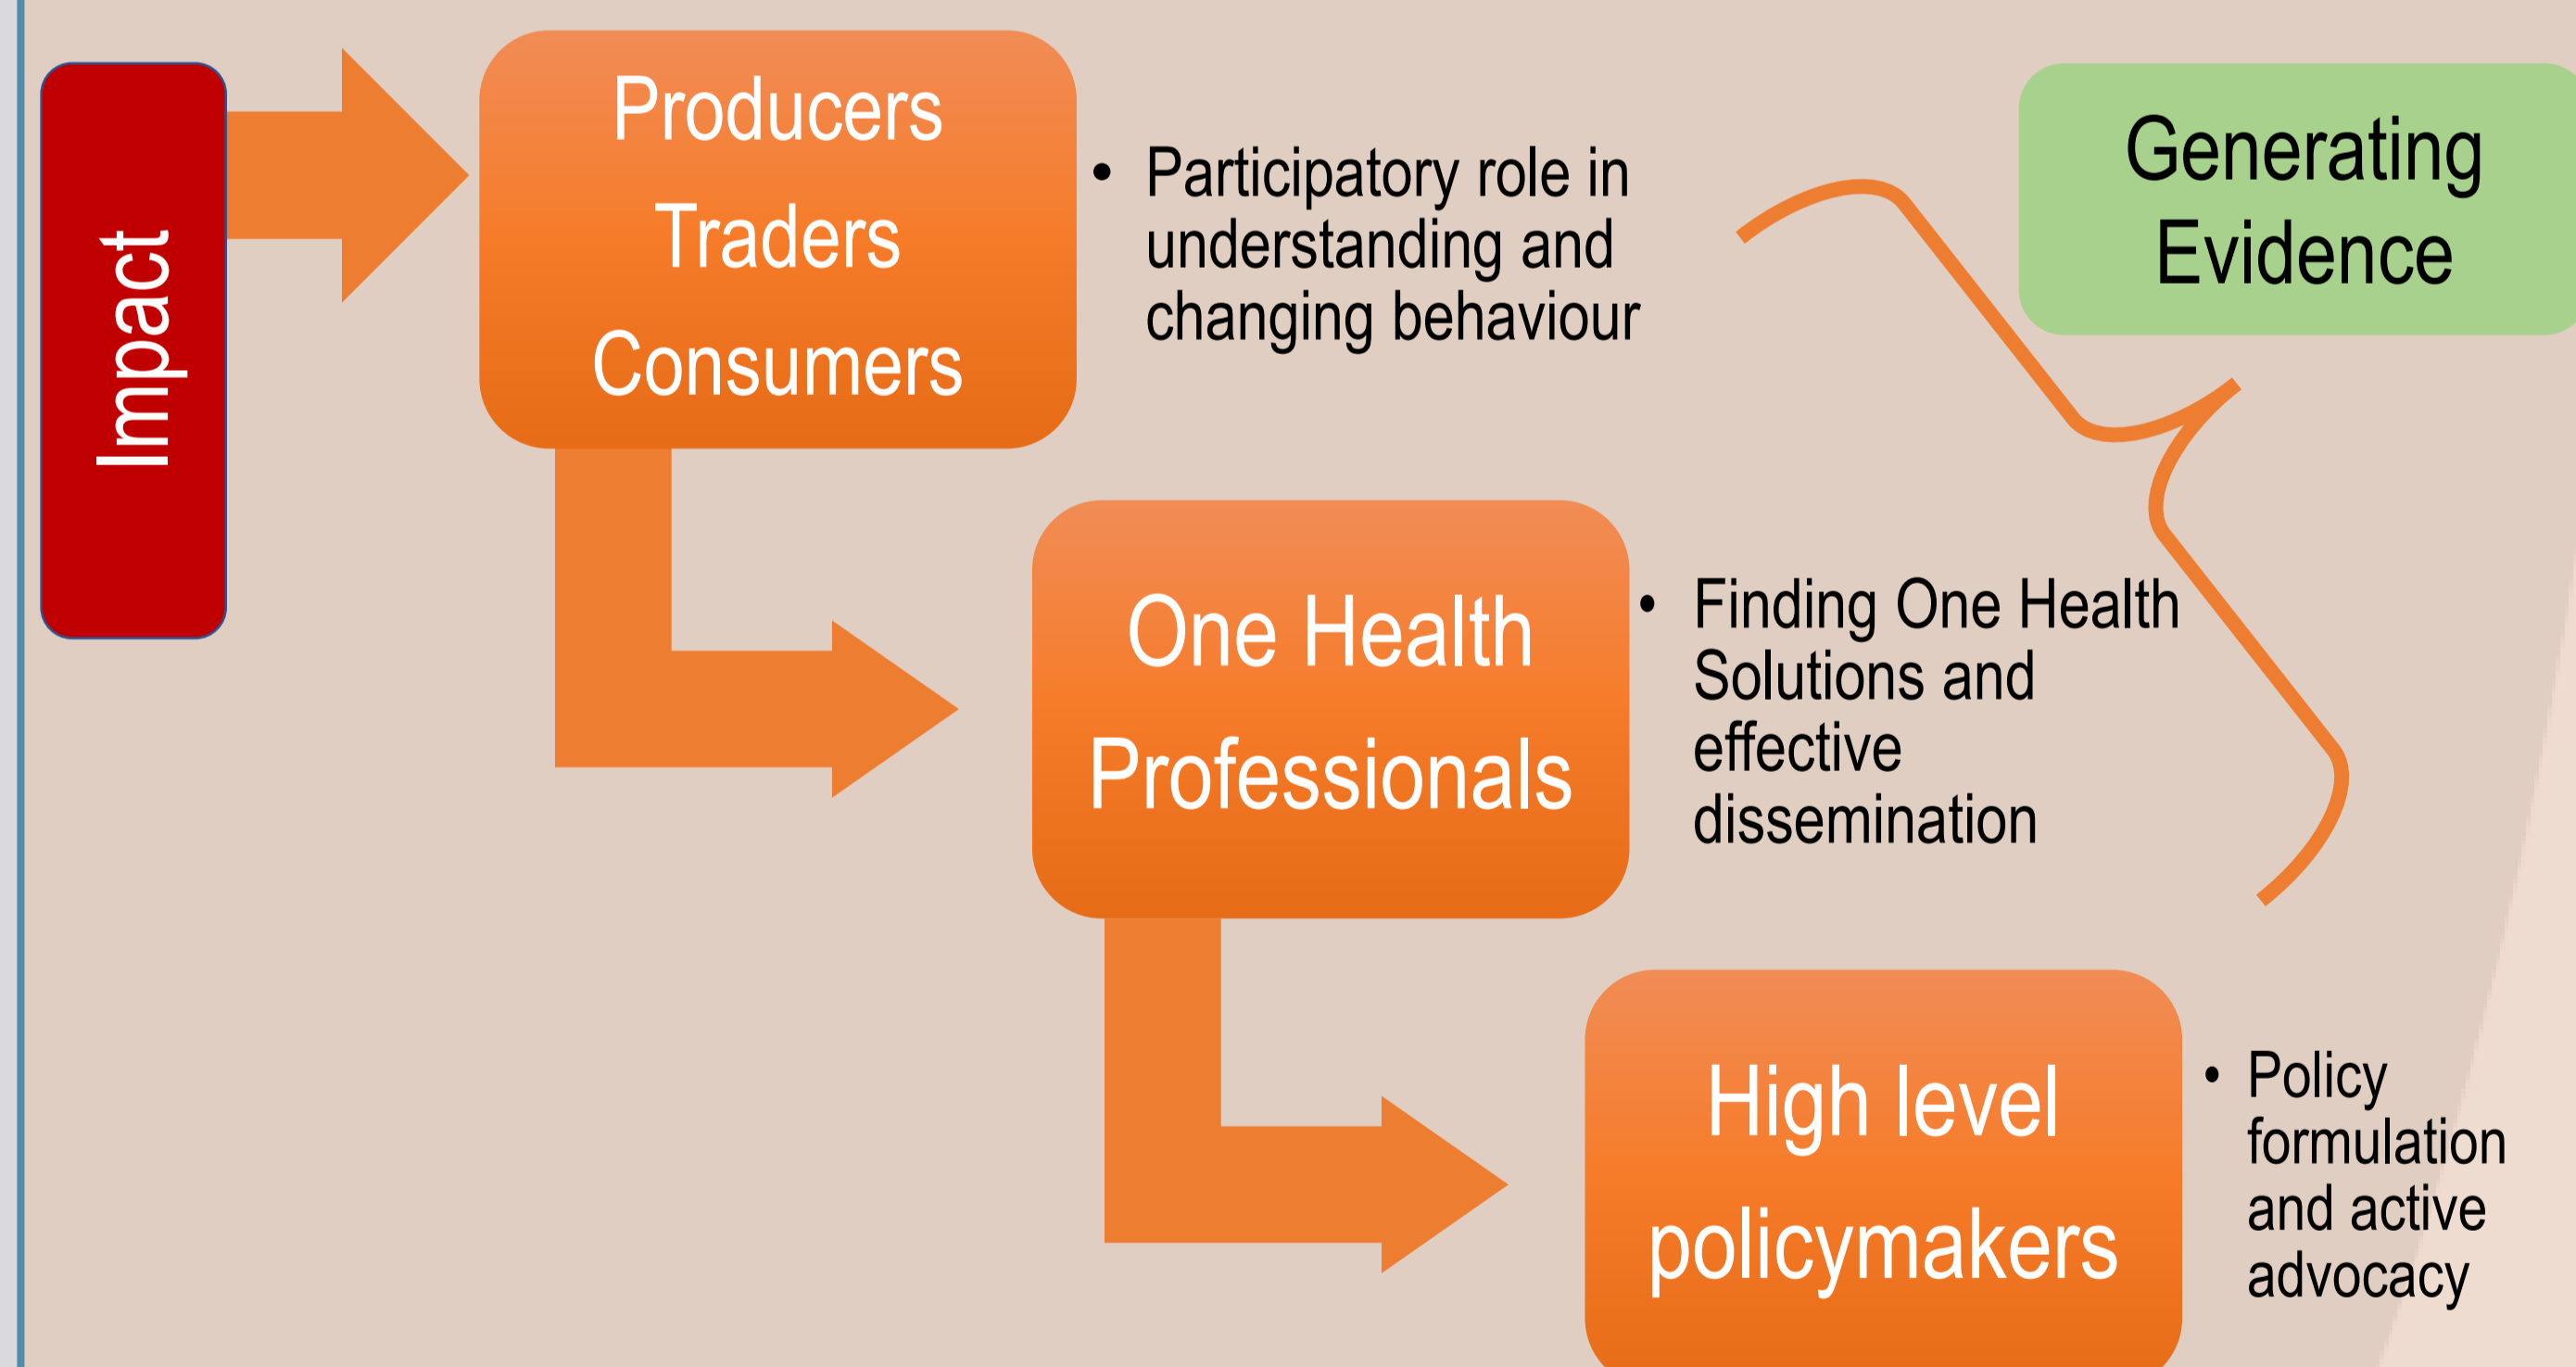 Impact
Producers
Traders
Consumers
• Participatory role in
understanding and
changing behaviour
Generating
Evidence
One Health
Professionals
• Finding One Health
Solutions and
effective
dissemination
High level
policymakers
• Policy
formulation
and active
advocacy